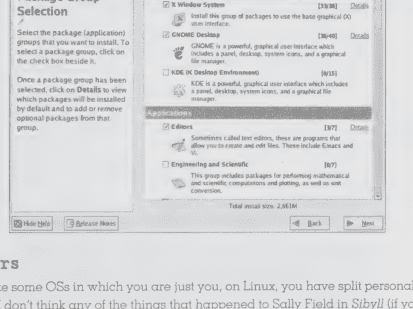 Package Group
Selection
Select the package (application)
groups that you want to install. To
select a package group, click on
the check box beside it.
Once a package group has been
selected, click on Details to view
which packages will be installed
by default and to add or remove
optional packages from that
group.
X Window System [33/38] Details
Install this group of packages to use the base graphical (X)
user interface.
GNOME Desktop [38/40] Details
GNOME is a powerful, graphical user interface which
includes a panel, desktop, system icons, and a graphical
file manager.
KDE (K Desktop Environment) [0/15]
KDE is a powerful, graphical user interface which includes
a panel, desktop, system icons, and a graphical file
manager.
Applications
Editors [3/7] Details
Sometimes called text editors, these are programs that
allow you to create and edit files. These include Emacs and
Vi.
Engineering and Scientific [0/7]
This group includes packages for performing mathematical
and scientific computations and plotting, as well as unit
conversion.
Total install size: 2,661M
Hide Help Release Notes Back Next
rs
ke some OSs in which you are just you, on Linux, you have split personal
don't think any of the things that happened to Sally Field in Sibyll (if yo